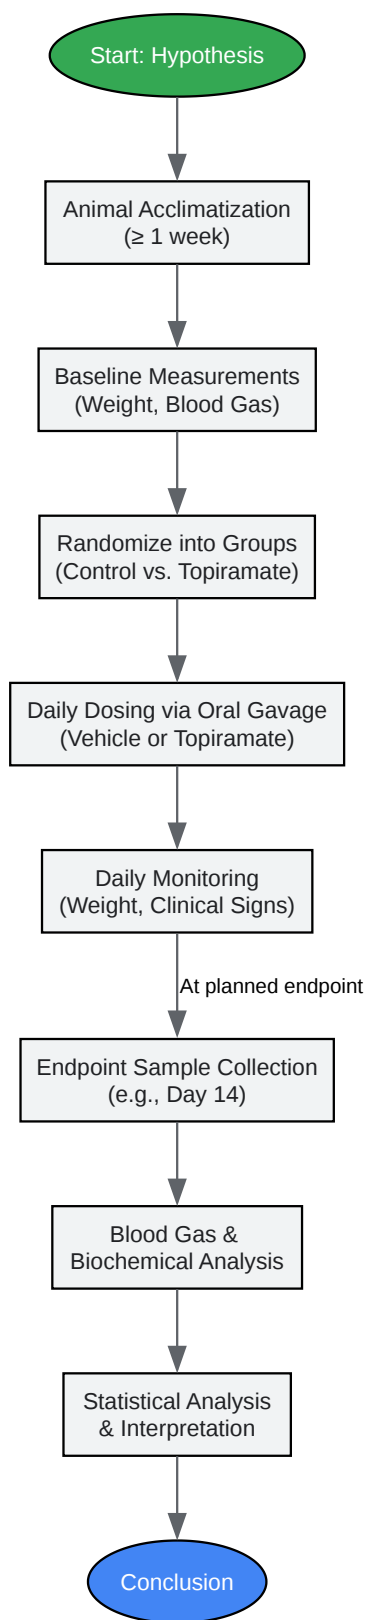 Start: Hypothesis
Animal Acclimatization
(≥ 1 week)
Baseline Measurements
(Weight, Blood Gas)
Randomize into Groups
(Control vs. Topiramate)
Daily Dosing via Oral Gavage
(Vehicle or Topiramate)
Daily Monitoring
(Weight, Clinical Signs)
At planned endpoint
Endpoint Sample Collection
(e.g., Day 14)
Blood Gas &
Biochemical Analysis
Statistical Analysis
& Interpretation
Conclusion